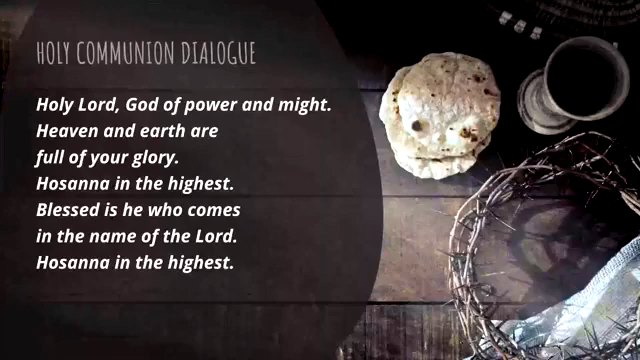 HOLY COMMUNION DIALOGUE
Holy Lord, God of power and might.
Heaven and earth are
full of your glory.
Hosanna in the highest.
Blessed is he who comes
in the name of the Lord.
Hosanna in the highest.